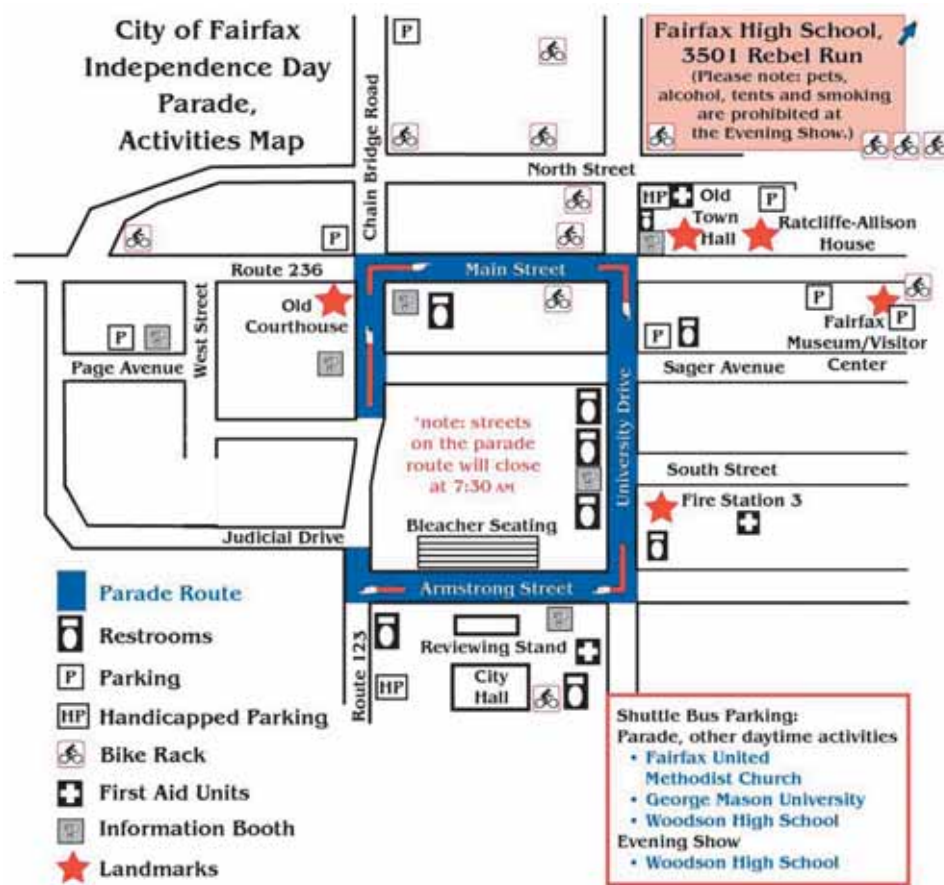 City of Fairfax
Independence Day
Parade,
Activities Map
P
Chain Bridge Road
Fairfax High School,
3501 Rebel Run
(Please note: pets,
alcohol, tents and smoking
are prohibited at
the Evening Show.)
North Street
HP
Old
Town
Hall
P
Ratcliffe-Allison
House
P
Route 236
Main Street
West Street
Old
Courthouse
P
Page Avenue
P
P
P
Fairfax
Museum/Visitor
Center
Sager Avenue
University Drive
*note: streets
on the parade
route will close
at 7:30 AM
South Street
Fire Station 3
Bleacher Seating
Judicial Drive
Armstrong Street
Route 123
Reviewing Stand
HP
City
Hall
Parade Route
Restrooms
P Parking
HP Handicapped Parking
Bike Rack
First Aid Units
Information Booth
Landmarks
Shuttle Bus Parking:
Parade, other daytime activities
• Fairfax United
Methodist Church
• George Mason University
• Woodson High School
Evening Show
• Woodson High School